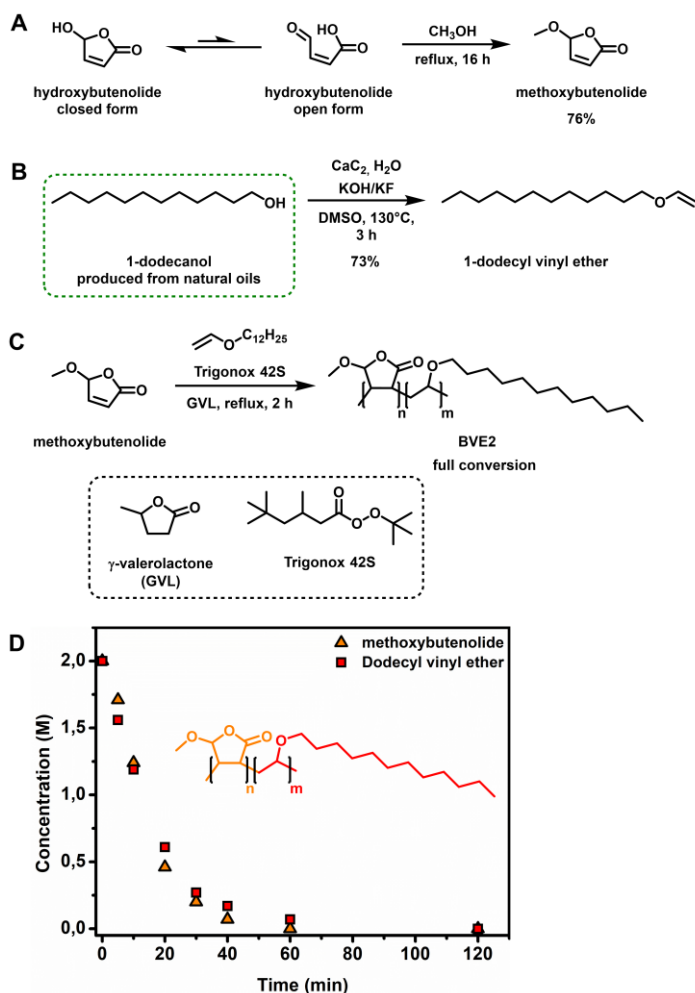 A
HO
O
O
hydroxybutenolide
closed form
O
HO
O
hydroxybutenolide
open form
CH3OH
reflux, 16 h
O
O
O
methoxybutenolide
76%
B
OH
1-dodecanol
produced from natural oils
CaC2, H2O
KOH/KF
DMSO, 130°C,
3 h
73%
O
1-dodecyl vinyl ether
C
O
O
O
methoxybutenolide
O
C12H25
Trigonox 42S
GVL, reflux, 2 h
O
O
O
O
n
m
BVE2
full conversion
O
O
γ-valerolactone
(GVL)
O
O
O
Trigonox 42S
D
methoxybutenolide
Dodecyl vinyl ether
2,0
1,5
1,0
0,5
0,0
Concentration (M)
O
O
O
O
n
m
0
20
40
60
80
100
120
Time (min)